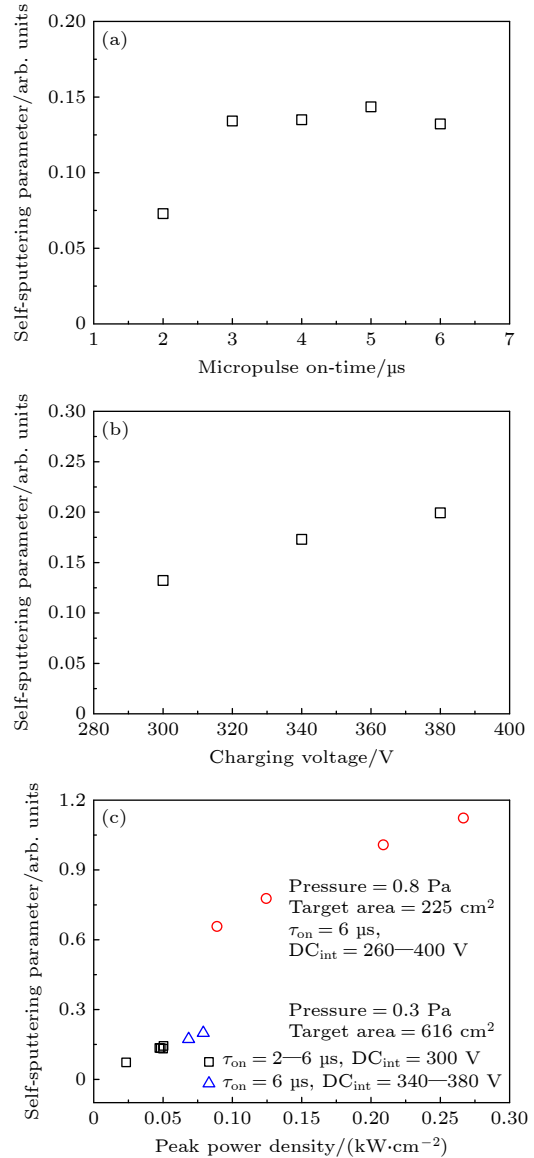 (a)
Self-sputtering parameter/arb. units
0.20
0.15
0.10
0.05
0
1 2 3 4 5 6 7
Micropulse on-time/µs
(b)
Self-sputtering parameter/arb. units
0.30
0.25
0.20
0.15
0.10
0.05
0
280 300 320 340 360 380 400
Charging voltage/V
(c)
Self-sputtering parameter/arb. units
1.2
0.9
0.6
0.3
0
Pressure = 0.8 Pa
Target area = 225 cm²
τon = 6 µs,
DCint = 260—400 V
Pressure = 0.3 Pa
Target area = 616 cm²
τon = 2—6 µs, DCint = 300 V
τon = 6 µs, DCint = 340—380 V
0 0.05 0.10 0.15 0.20 0.25 0.30
Peak power density/(kW·cm⁻²)